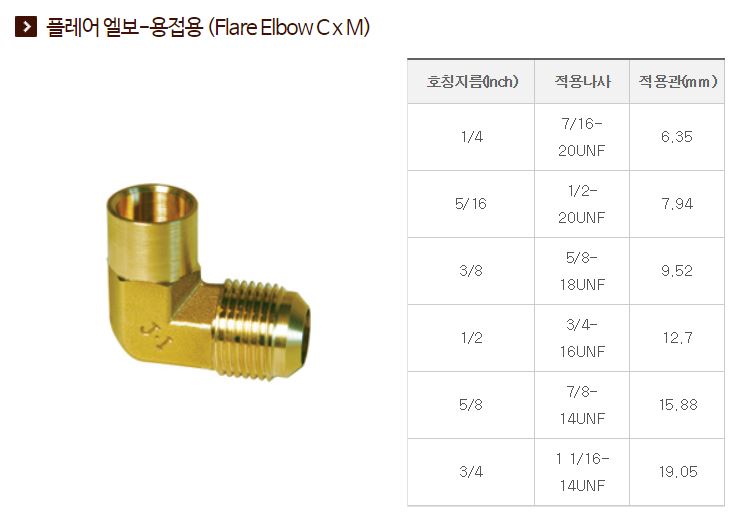 플레어 엘보-용접용 (Flare Elbow C x M)
호칭지름(Inch) 적용나사 적용관(mm)
1/4 7/16-20UNF 6.35
5/16 1/2-20UNF 7.94
3/8 5/8-18UNF 9.52
1/2 3/4-16UNF 12.7
5/8 7/8-14UNF 15.88
3/4 1 1/16-14UNF 19.05